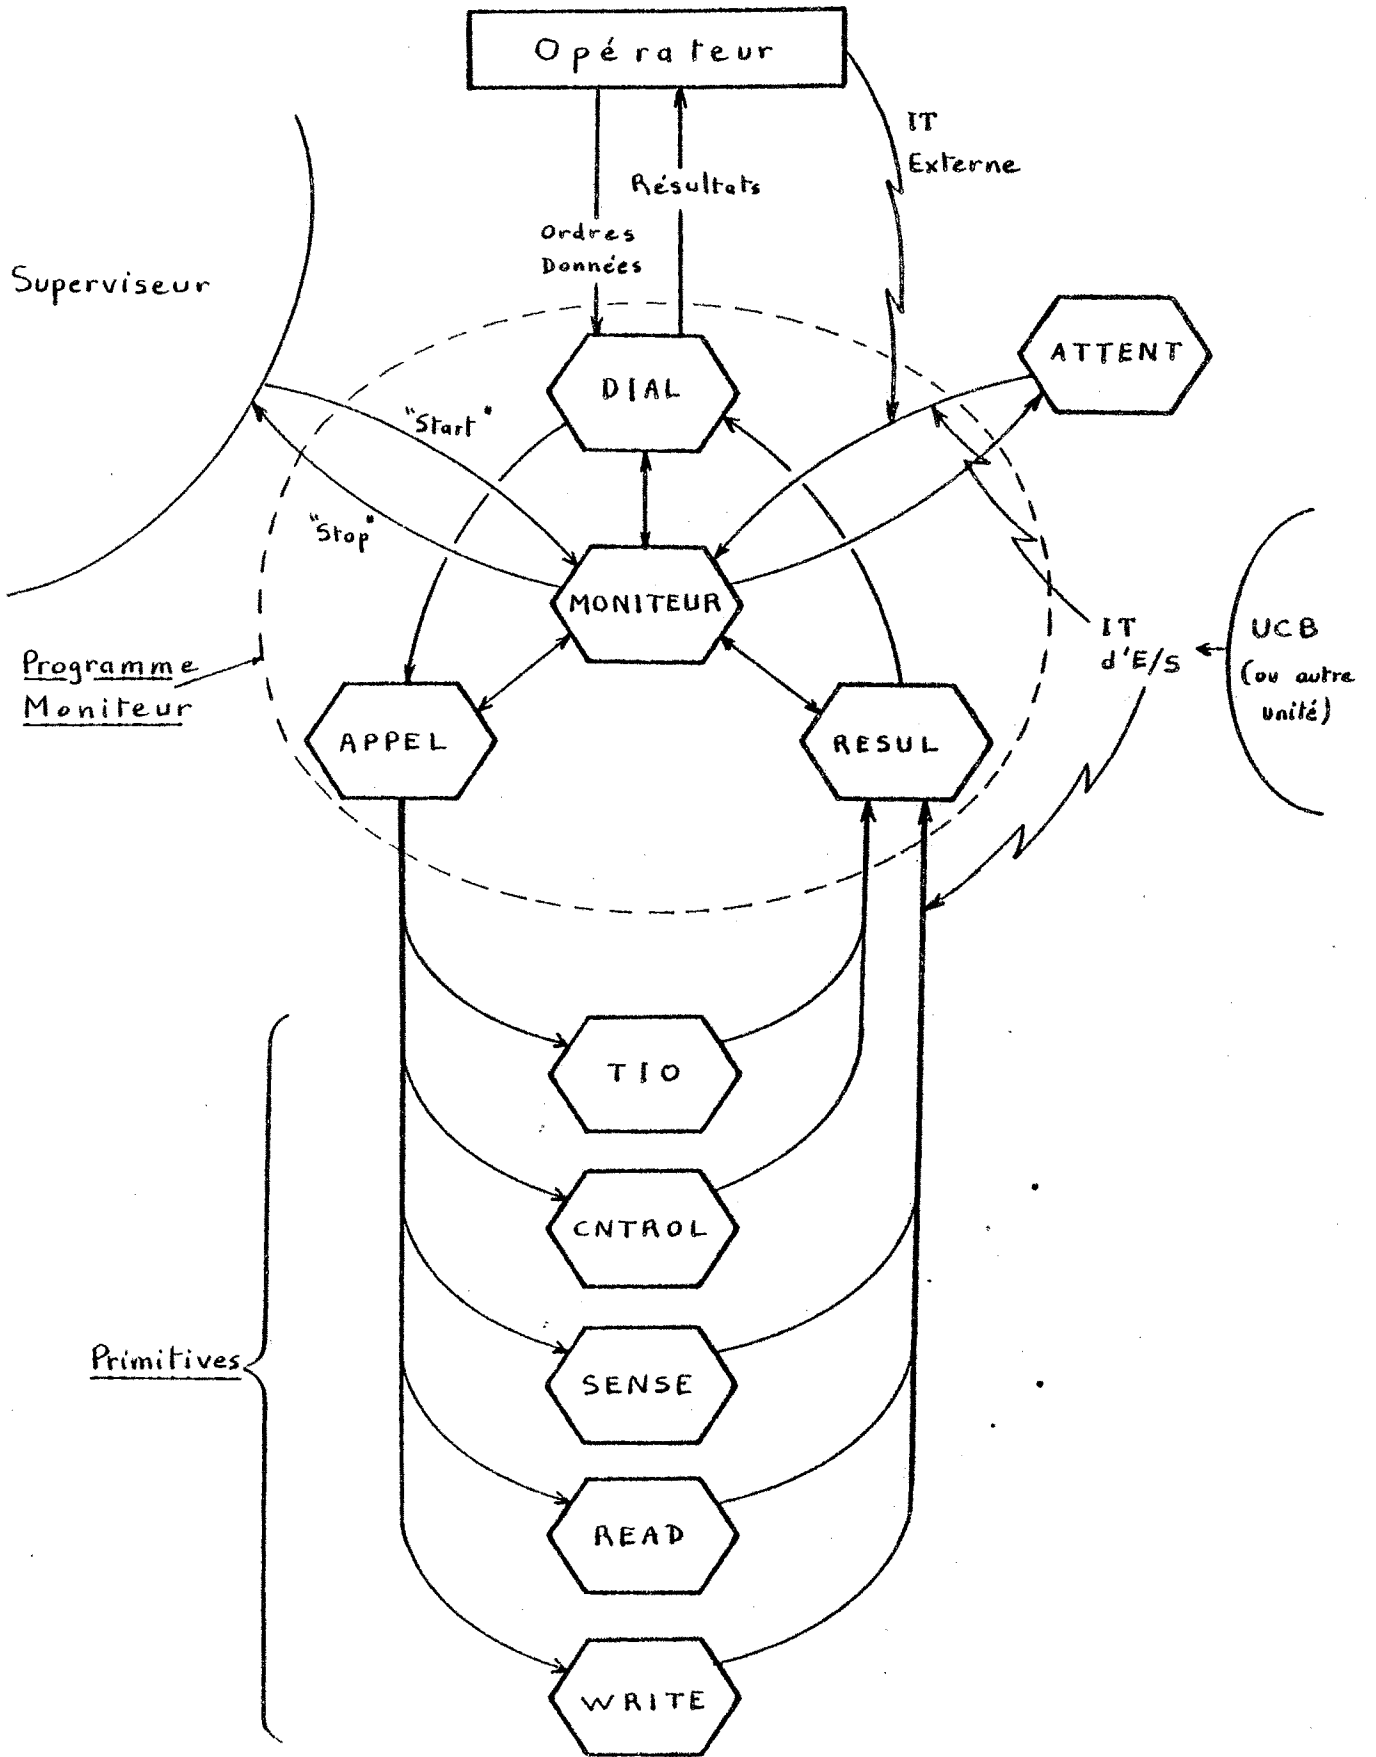 Opérateur
IT
Externe
Résultats
Ordres
Données
Superviseur
ATTENT
DIAL
"Start"
"Stop"
MONITEUR
IT
d'E/S
UCB
(ou autre
unité)
Programme
Moniteur
APPEL
RESUL
TIO
CNTROL
SENSE
Primitives
READ
WRITE